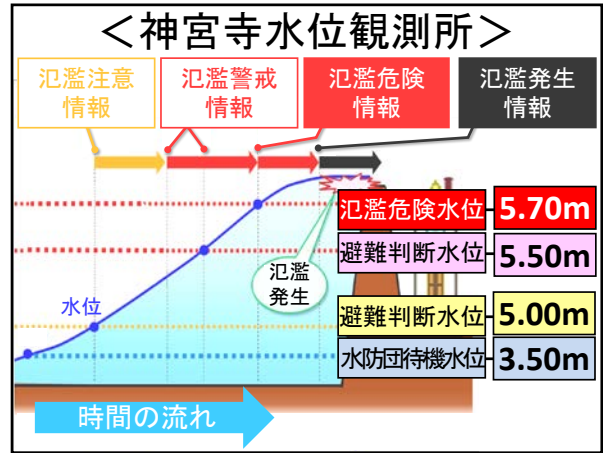 ＜神宮寺水位観測所＞
氾濫注意
情報
氾濫警戒
情報
氾濫危険
情報
氾濫発生
情報
氾濫危険水位
5.70m
避難判断水位
5.50m
氾濫
発生
水位
避難判断水位
5.00m
水防団待機水位
3.50m
時間の流れ